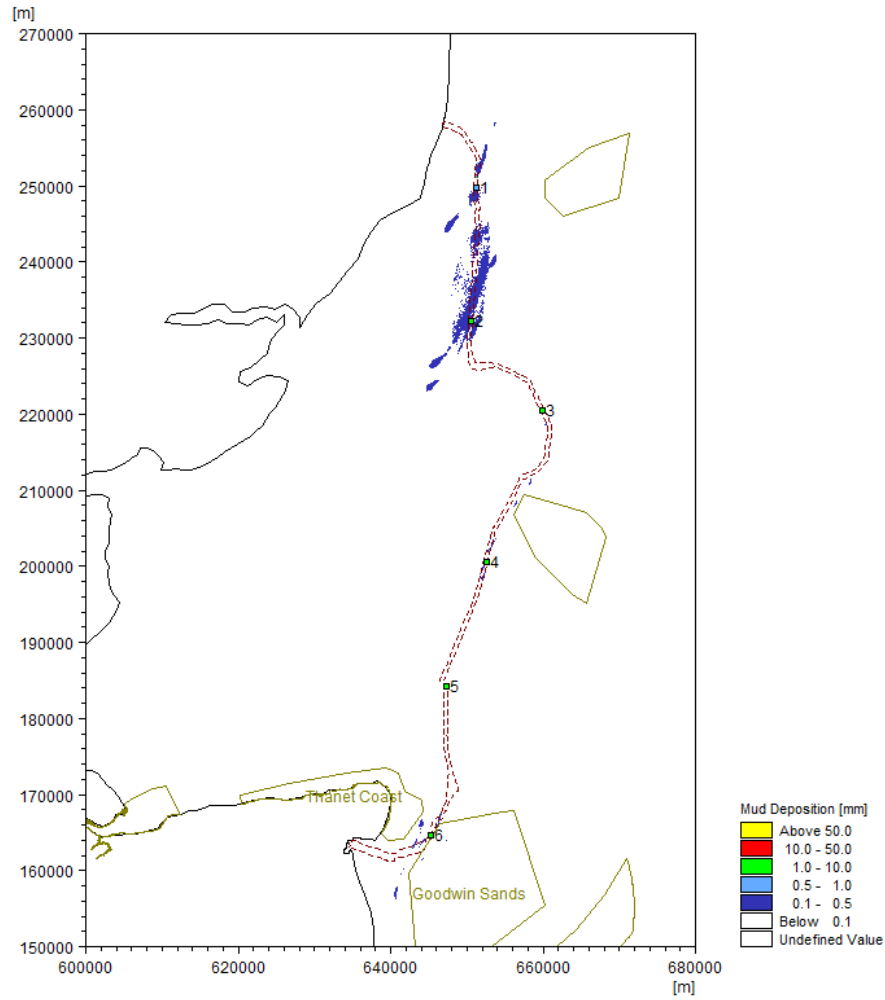 [m]
270000
260000
250000
240000
230000
220000
210000
200000
190000
180000
170000
160000
150000
1
2
3
4
5
6
Thanet Coast
Goodwin Sands
600000 620000 640000 660000 680000
[m]
Mud Deposition [mm]
Above 50.0
10.0 - 50.0
1.0 - 10.0
0.5 - 1.0
0.1 - 0.5
Below 0.1
Undefined Value